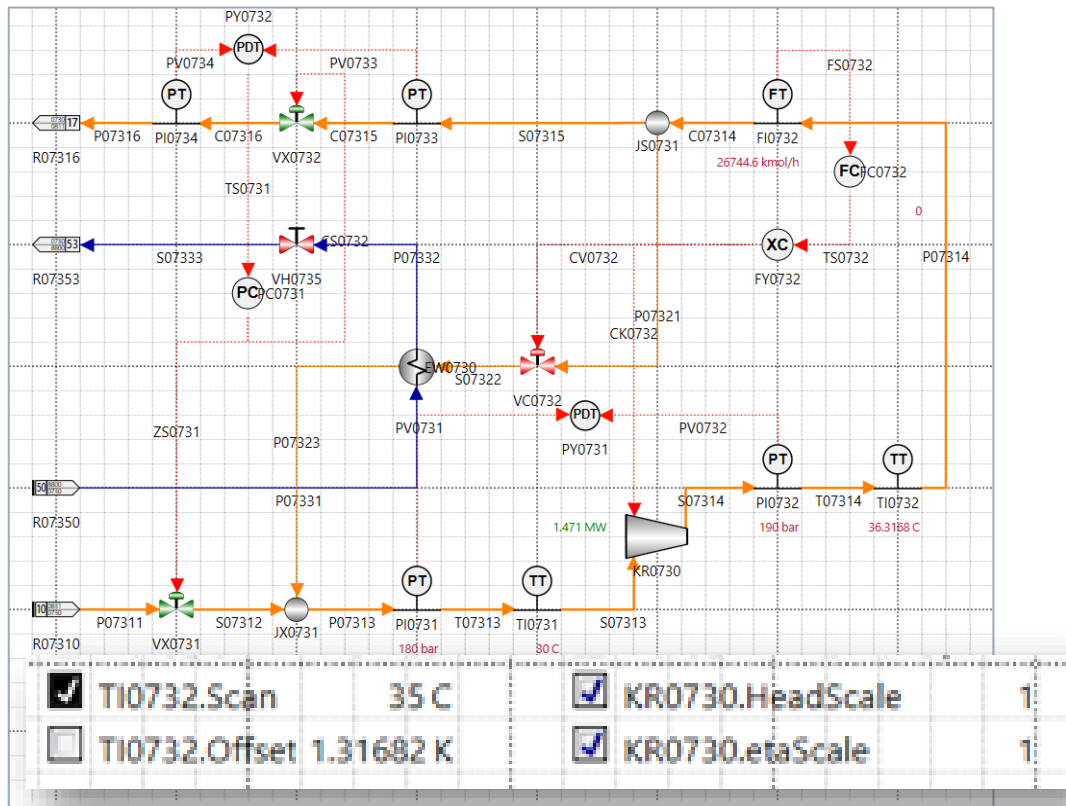 PY0732
PDT
PV0734 PV0733 FS0732
PT PT FT
17 P07316 PI0734 C07316 C07315 PI0733 S07315 C07314 FI0732
R07316 VX0732 JS0731
26744.6 kmol/h FC FC0732
TS0731 0
53 CS0732 XC
S07333 P07332 CV0732 TS0732 P07314
R07353 VH0735 FY0732
PC PC0731
P07321
CK0732
EW0730
S07322
VC0732
PDT
ZS0731 PV0731 PV0732
P07323 PY0731
PT TT
50 P07331 S07314 PI0732 T07314 TI0732
R07350 1.471 MW 190 bar 36.3168 C
KR0730
PT TT
10 P07311 S07312 P07313 PI0731 T07313 TI0731 S07313
R07310 VX0731 JX0731
180 bar 30 C
TI0732.Scan 35 C KR0730.HeadScale 1
TI0732.Offset 1.31682 K KR0730.etaScale 1